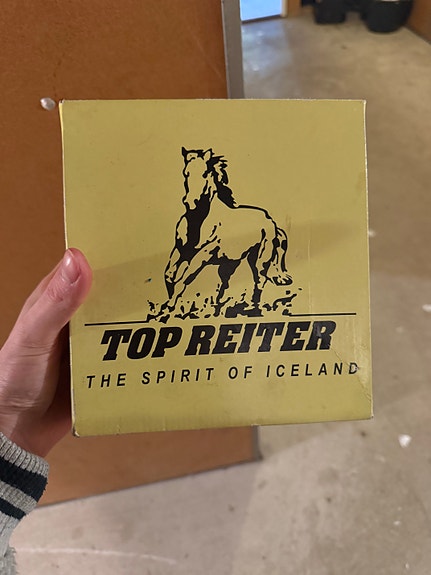 TOP REITER
THE SPIRIT OF ICELAND